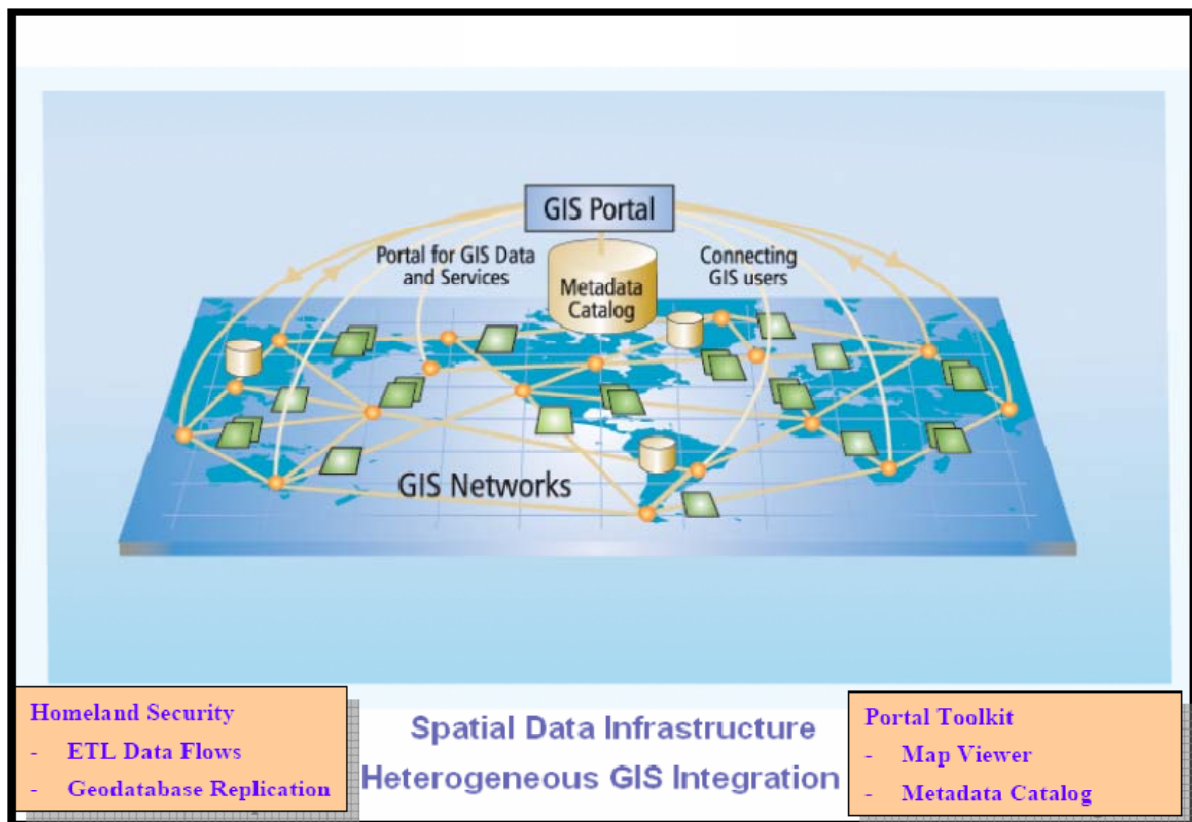 GIS Portal
Portal for GIS Data
and Services
Connecting
GIS users
Metadata
Catalog
GIS Networks
Homeland Security
- ETL Data Flows
- Geodatabase Replication
Spatial Data Infrastructure
Heterogeneous GIS Integration
Portal Toolkit
- Map Viewer
- Metadata Catalog